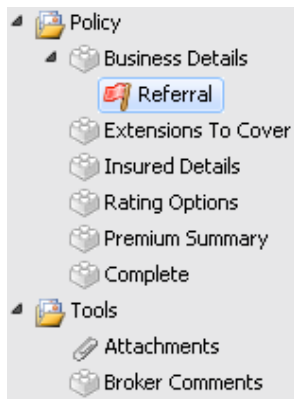 Policy
Business Details
Referral
Extensions To Cover
Insured Details
Rating Options
Premium Summary
Complete
Tools
Attachments
Broker Comments